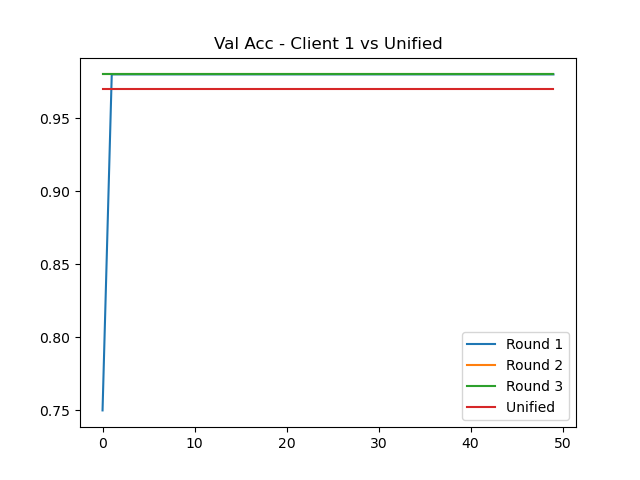 Val Acc - Client 1 vs Unified
0.95
0.90
0.85
0.80
0.75
0 10 20 30 40 50
Round 1
Round 2
Round 3
Unified